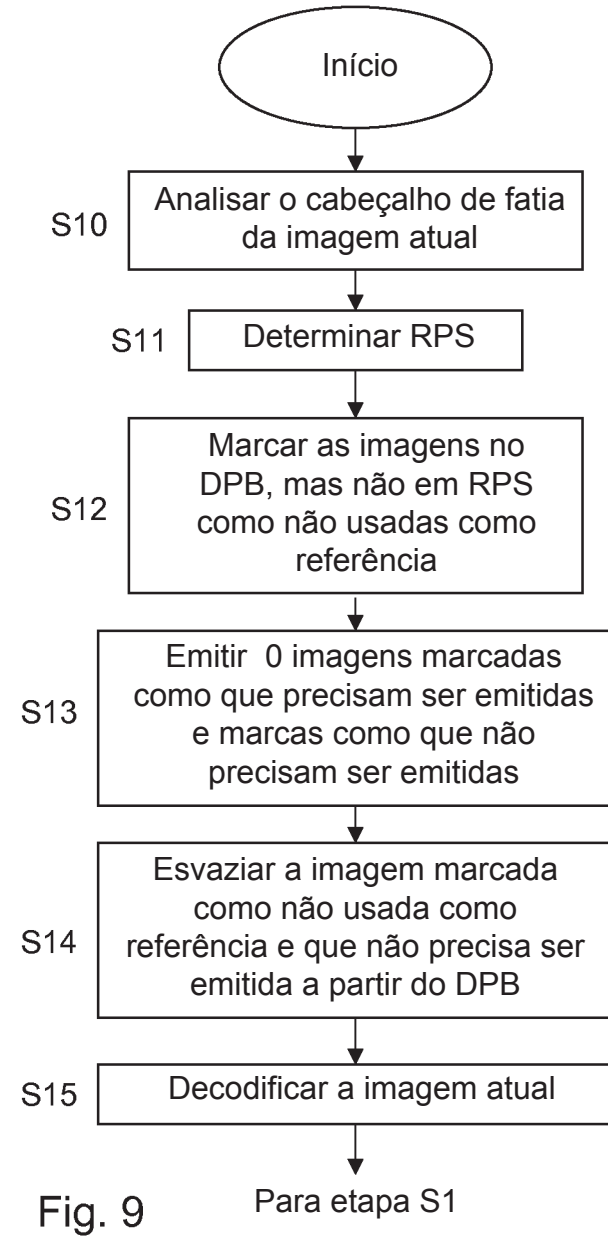 Início
S10
Analisar o cabeçalho de fatia
da imagem atual
S11
Determinar RPS
S12
Marcar as imagens no
DPB, mas não em RPS
como não usadas como
referência
S13
Emitir 0 imagens marcadas
como que precisam ser emitidas
e marcas como que não
precisam ser emitidas
S14
Esvaziar a imagem marcada
como não usada como
referência e que não precisa ser
emitida a partir do DPB
S15
Decodificar a imagem atual
Para etapa S1
Fig. 9